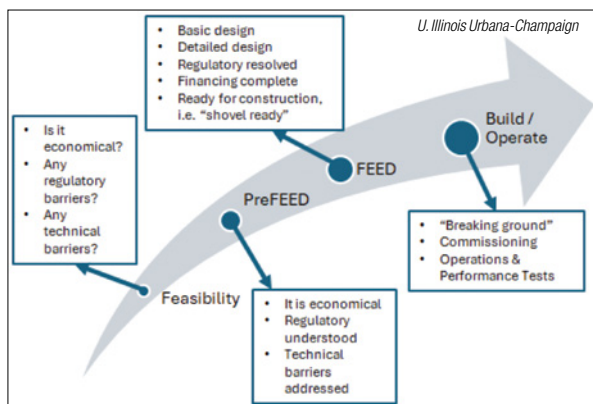 U. Illinois Urbana-Champaign
• Basic design
• Detailed design
• Regulatory resolved
• Financing complete
• Ready for construction,
i.e. “shovel ready”
• Is it
economical?
• Any
regulatory
barriers?
• Any
technical
barriers?
Build /
Operate
FEED
PreFEED
Feasibility
• “Breaking ground”
• Commissioning
• Operations &
Performance Tests
• It is economical
• Regulatory
understood
• Technical
barriers
addressed